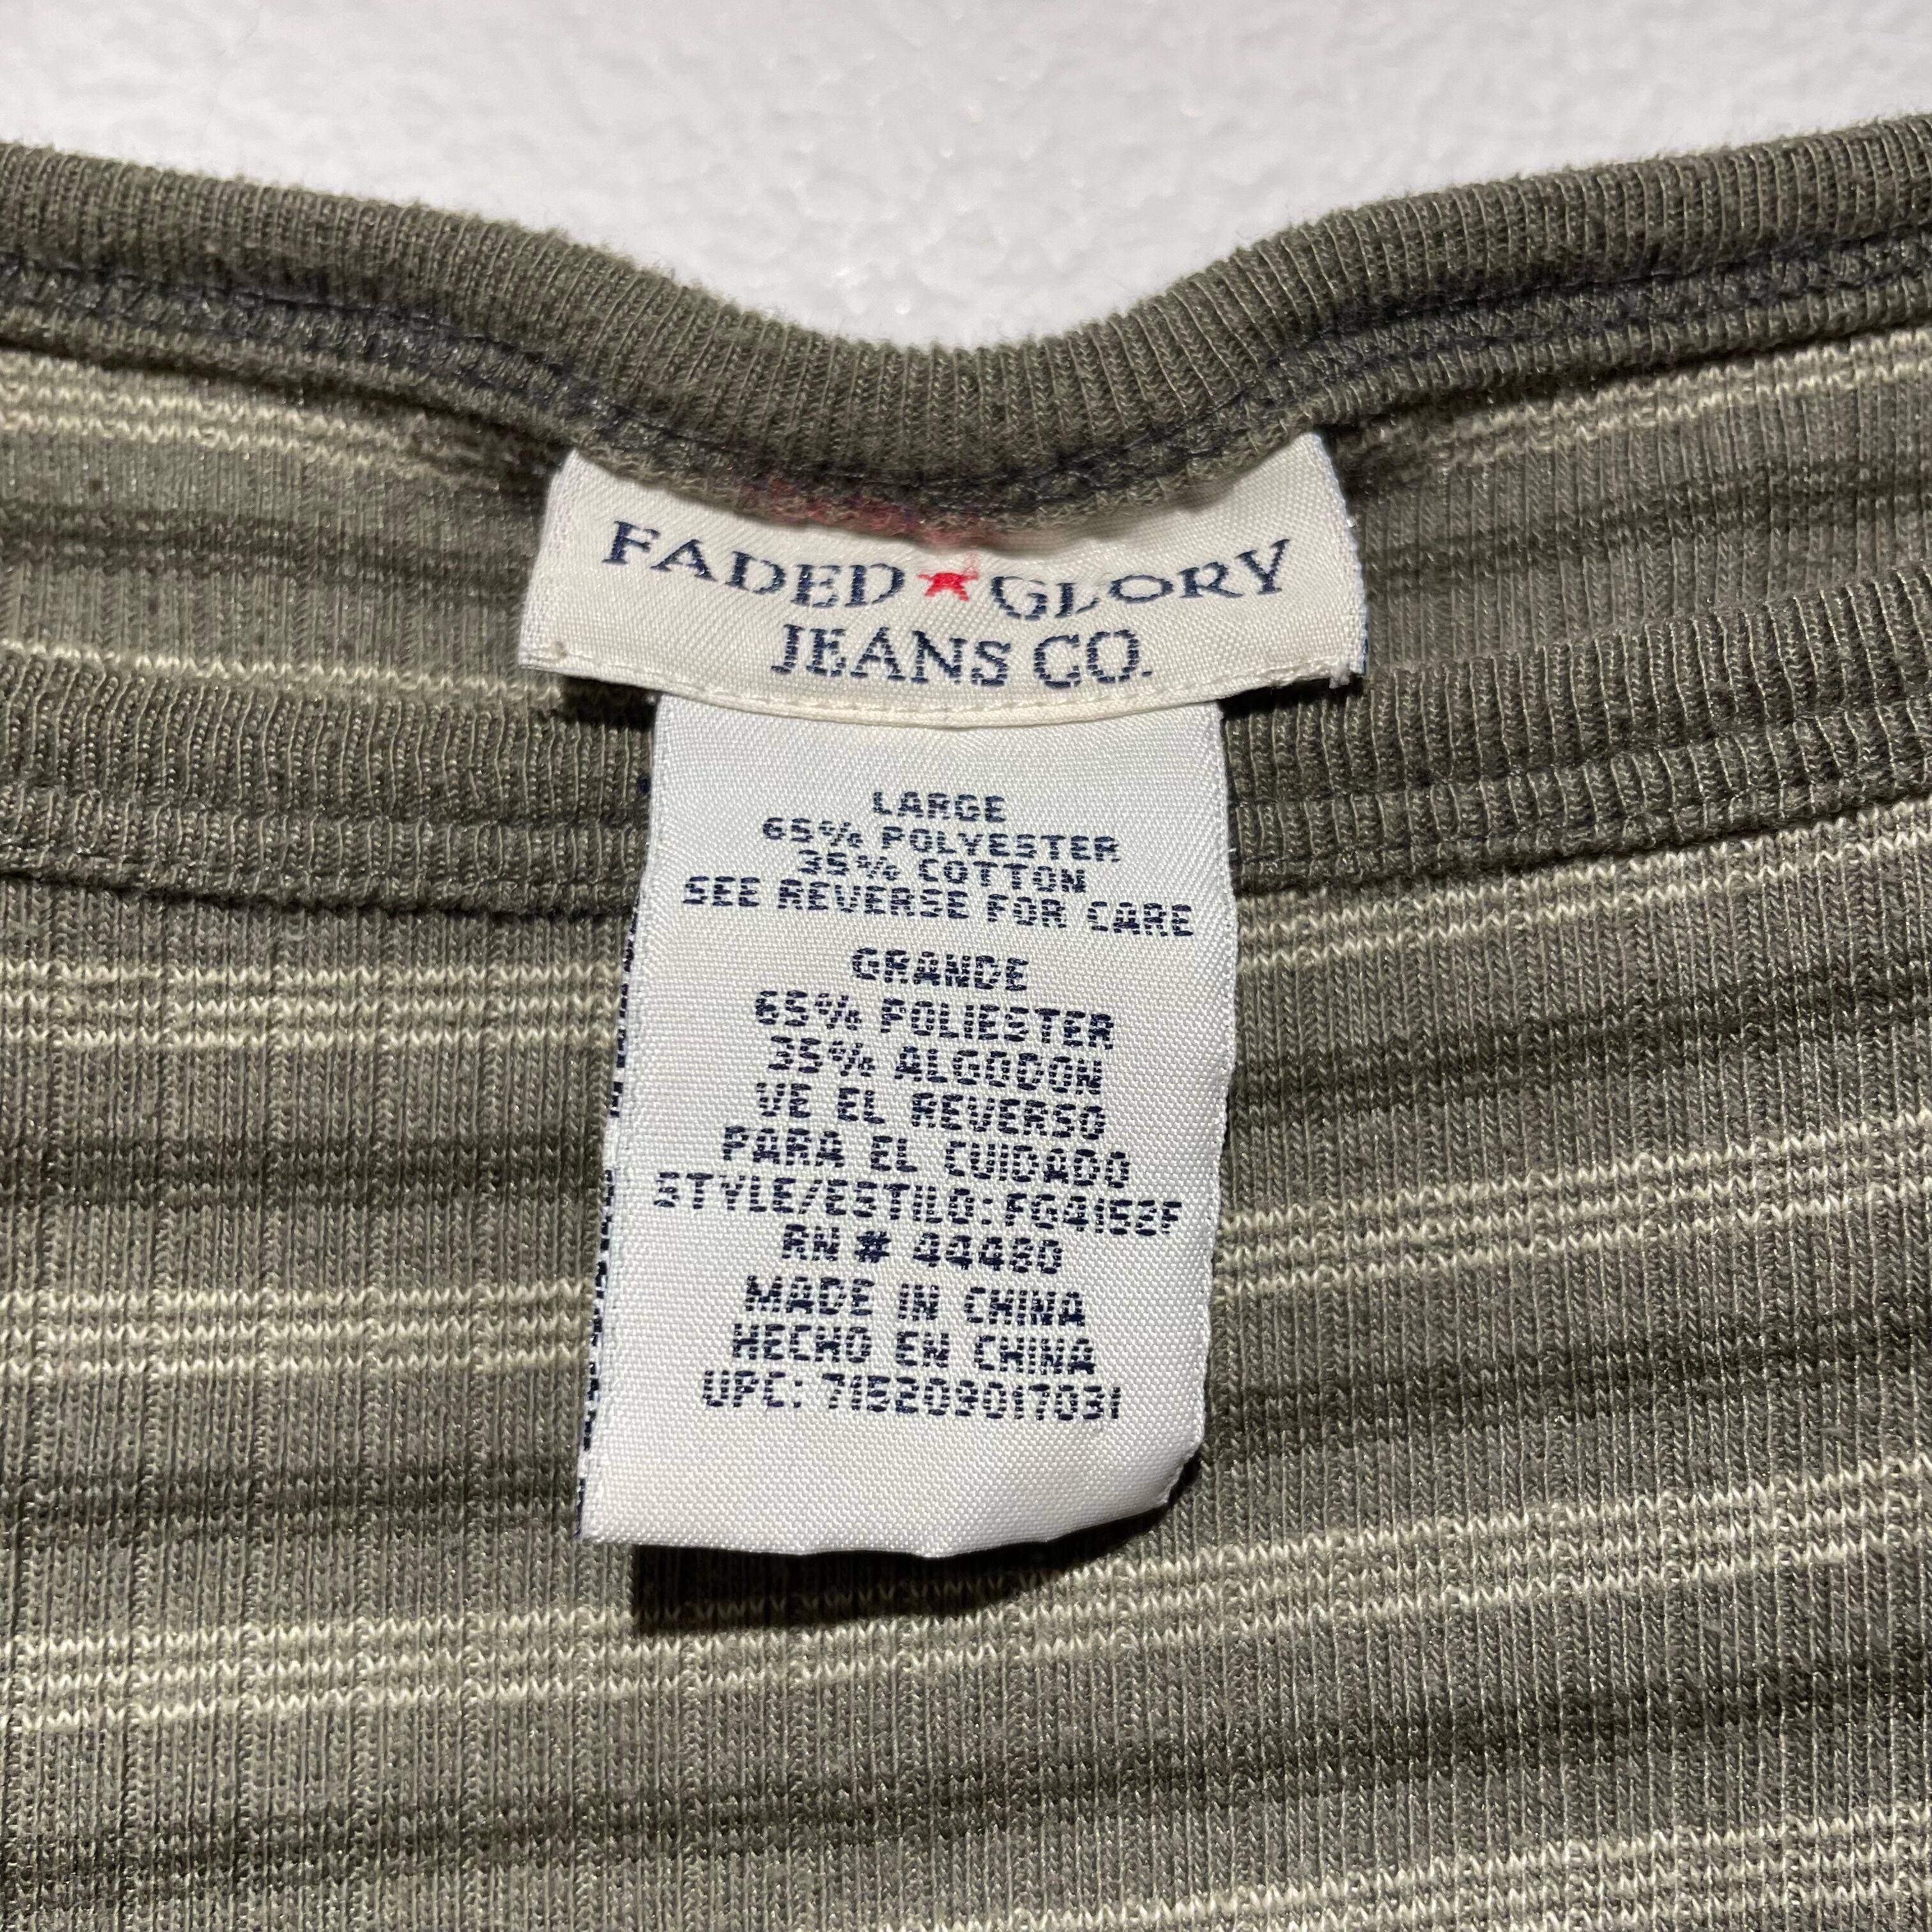 FADED GLORY
JEANS CO.
LARGE
65% POLYESTER
35% COTTON
SEE REVERSE FOR CARE
GRANDE
65% POLIESTER
35% ALGODON
VE EL REVERSO
PARA EL CUIDADO
STYLE/ESTILO: FG4152F
RN # 44480
MADE IN CHINA
HECHO EN CHINA
UPC: 715209017031